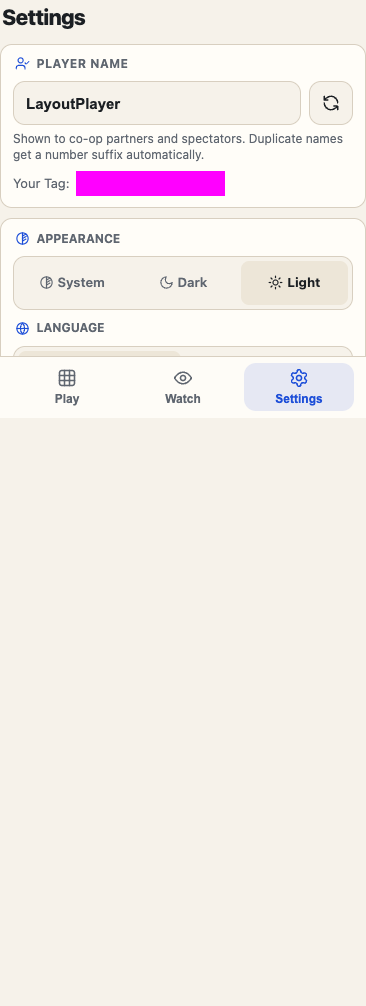 Settings
PLAYER NAME
LayoutPlayer
Shown to co-op partners and spectators. Duplicate names
get a number suffix automatically.
Your Tag:
APPEARANCE
System
Dark
Light
LANGUAGE
Play
Watch
Settings